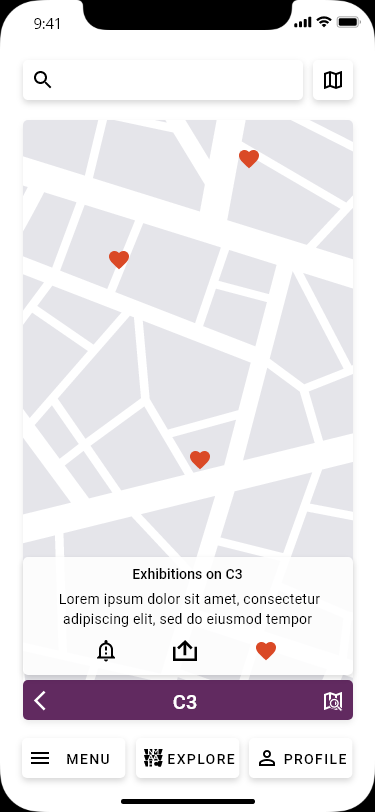 9:41
Exhibitions on C3
Lorem ipsum dolor sit amet, consectetur
adipiscing elit, sed do eiusmod tempor
C3
MENU
EXPLORE
PROFILE